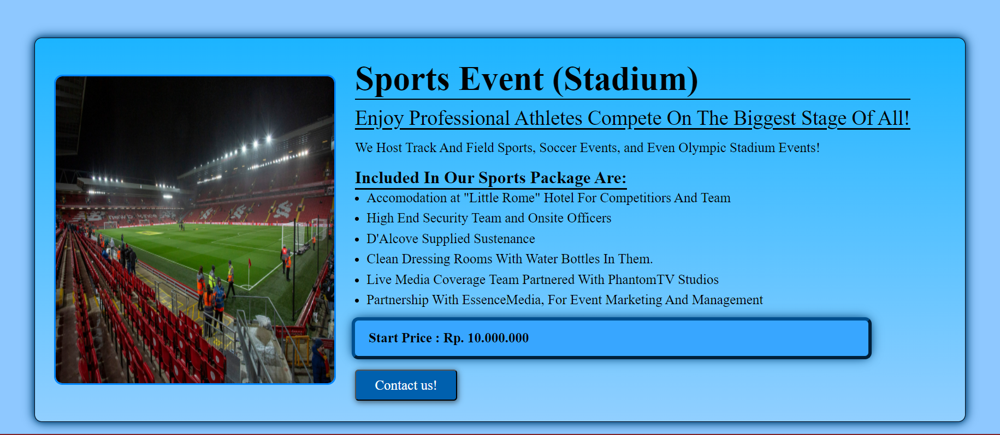 Sports Event (Stadium)
Enjoy Professional Athletes Compete On The Biggest Stage Of All!
We Host Track And Field Sports, Soccer Events, and Even Olympic Stadium Events!
Included In Our Sports Package Are:
• Accomodation at "Little Rome" Hotel For Competitiors And Team
• High End Security Team and Onsite Officers
• D'Alcove Supplied Sustenance
• Clean Dressing Rooms With Water Bottles In Them.
• Live Media Coverage Team Partnered With PhantomTV Studios
• Partnership With EssenceMedia, For Event Marketing And Management
Start Price : Rp. 10.000.000
Contact us!